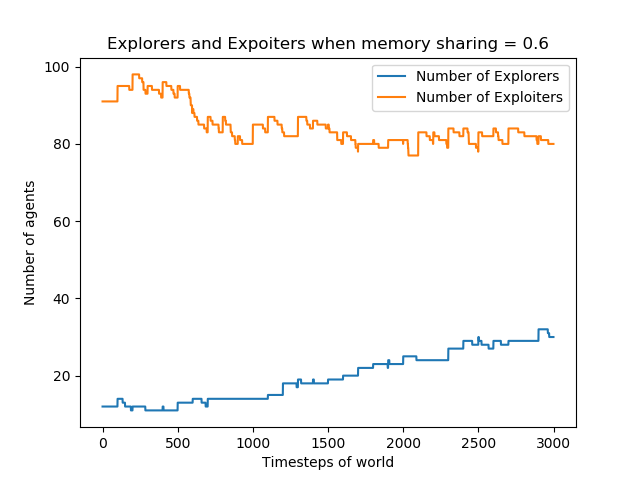 Explorers and Expoiters when memory sharing = 0.6
Number of Explorers
Number of Exploiters
Number of agents
100
80
60
40
20
0 500 1000 1500 2000 2500 3000
Timesteps of world